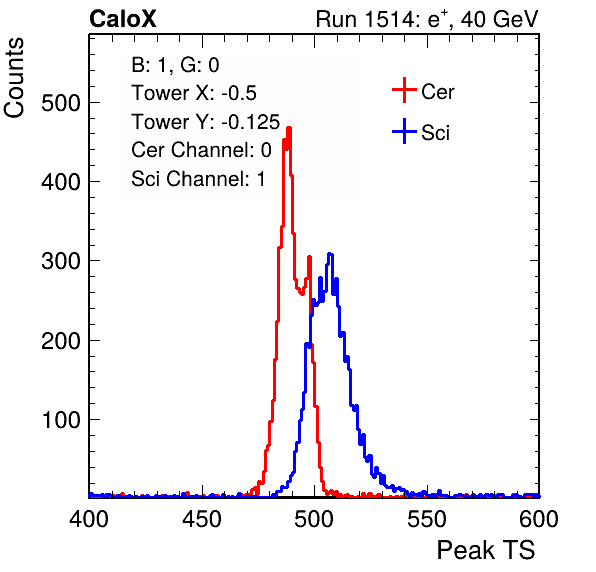 CaloX Run 1514: e⁺, 40 GeV
Counts
B: 1, G: 0
Tower X: -0.5
Tower Y: -0.125
Cer Channel: 0
Sci Channel: 1
Cer
Sci
500
400
300
200
100
400 450 500 550 600
Peak TS